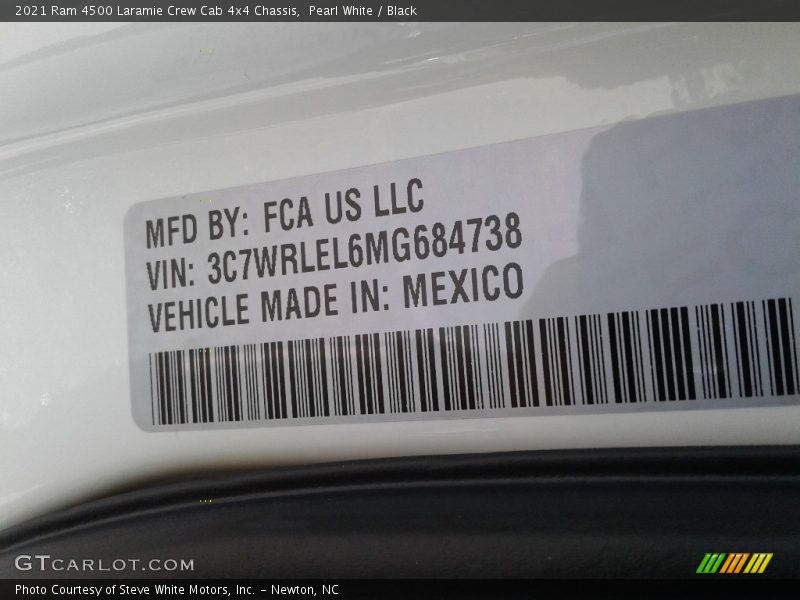 2021 Ram 4500 Laramie Crew Cab 4x4 Chassis, Pearl White / Black
MFD BY: FCA US LLC
VIN: 3C7WRLEL6MG684738
VEHICLE MADE IN: MEXICO
GTCARLOT.COM
Photo Courtesy of Steve White Motors, Inc. – Newton, NC